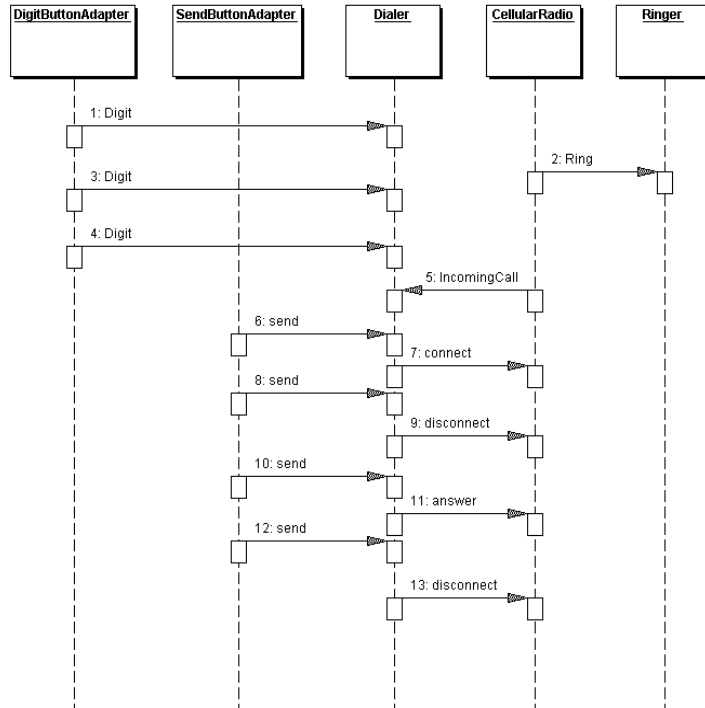 DigitButtonAdapter
SendButtonAdapter
Dialer
CellularRadio
Ringer
1: Digit
2: Ring
3: Digit
4: Digit
5: IncomingCall
6: send
7: connect
8: send
9: disconnect
10: send
11: answer
12: send
13: disconnect